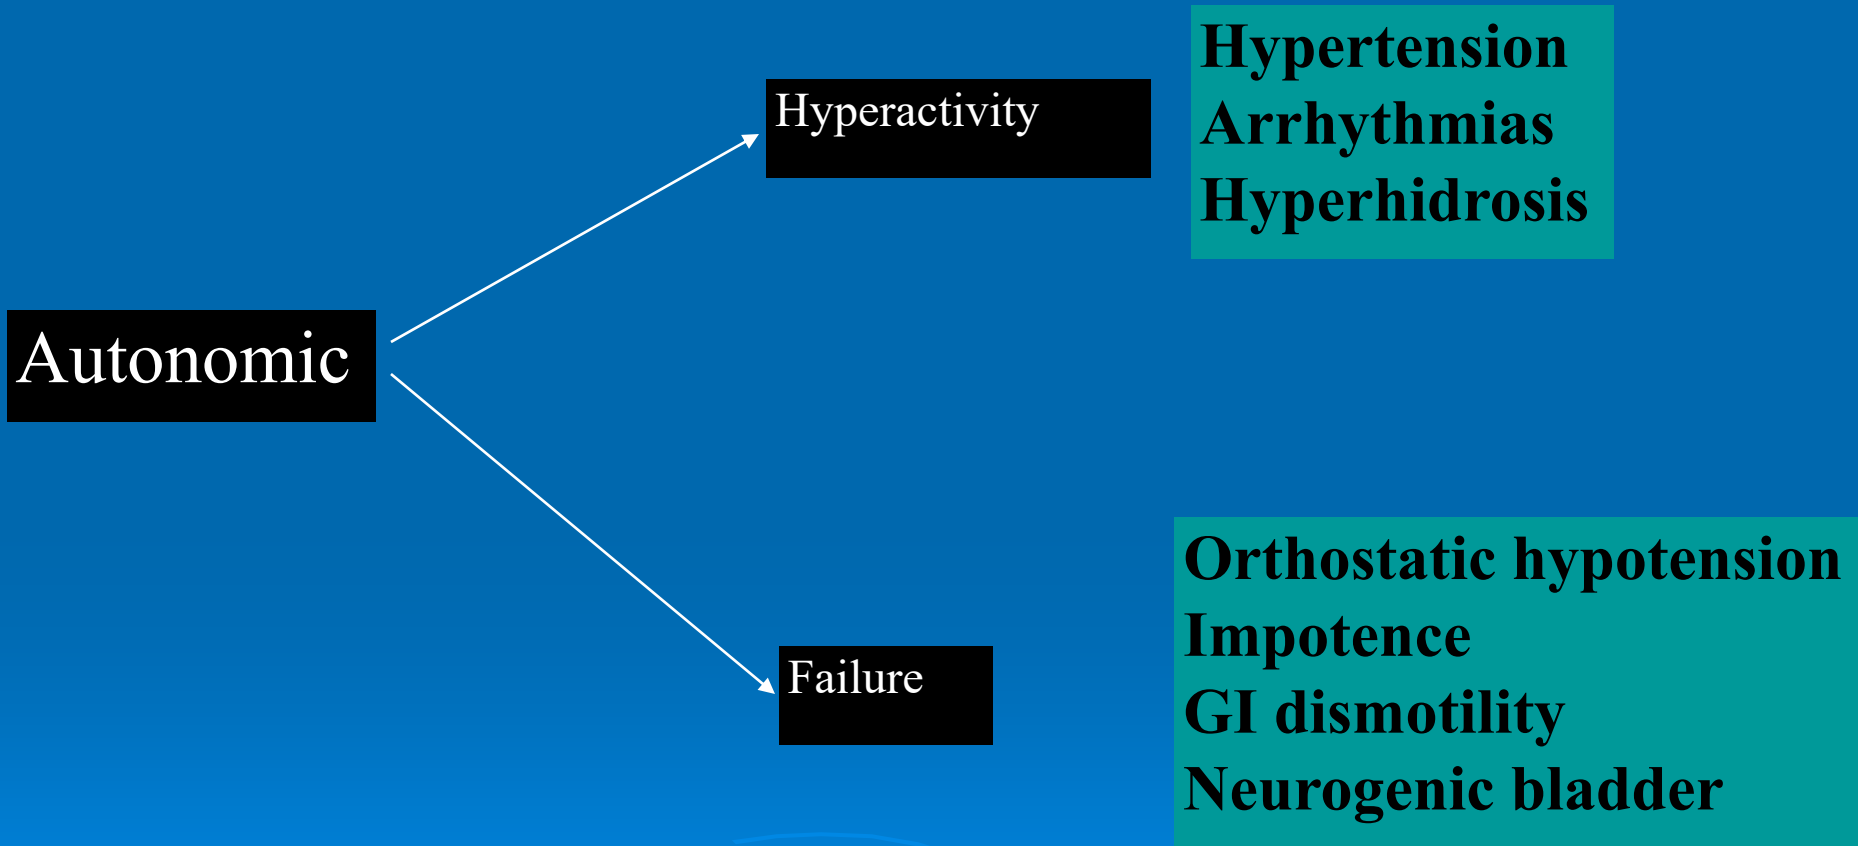 Hypertension
Arrhythmias
Hyperhidrosis
Hyperactivity
Autonomic
Failure
Orthostatic hypotension
Impotence
GI dismotility
Neurogenic bladder